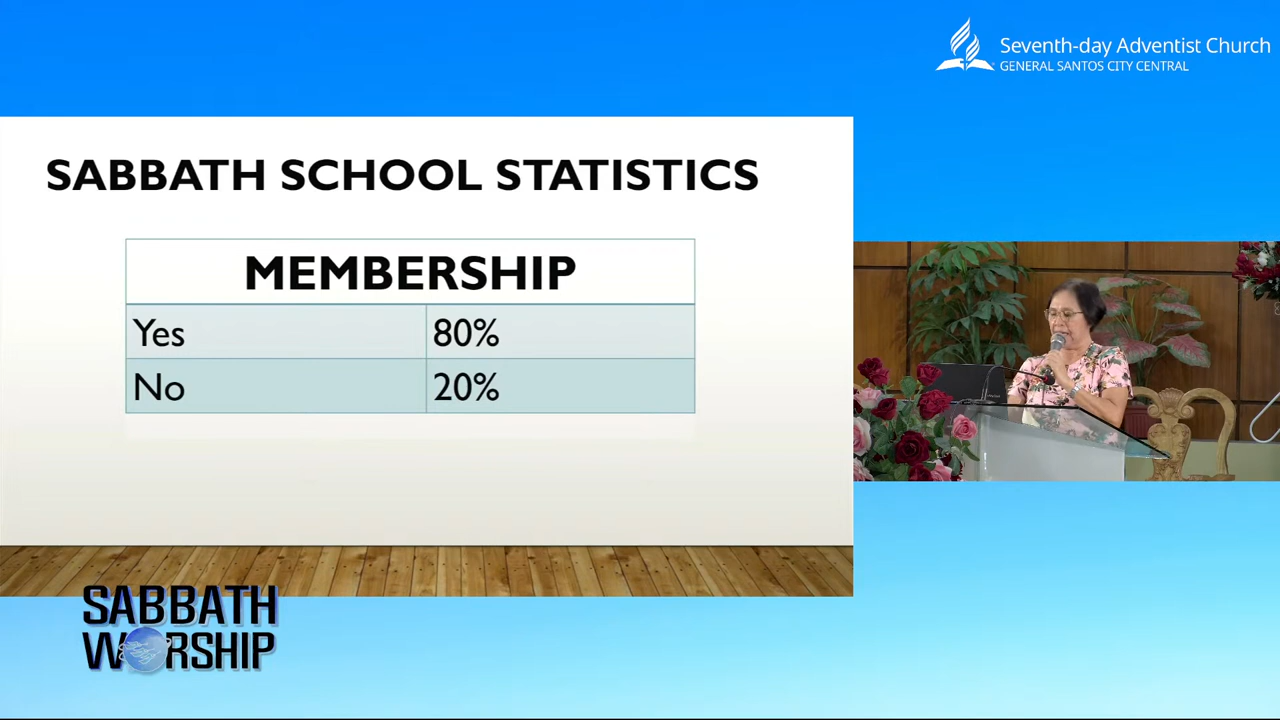 Seventh-day Adventist Church
GENERAL SANTOS CITY CENTRAL
SABBATH SCHOOL STATISTICS
MEMBERSHIP
Yes 80%
No 20%
SABBATH
WORSHIP